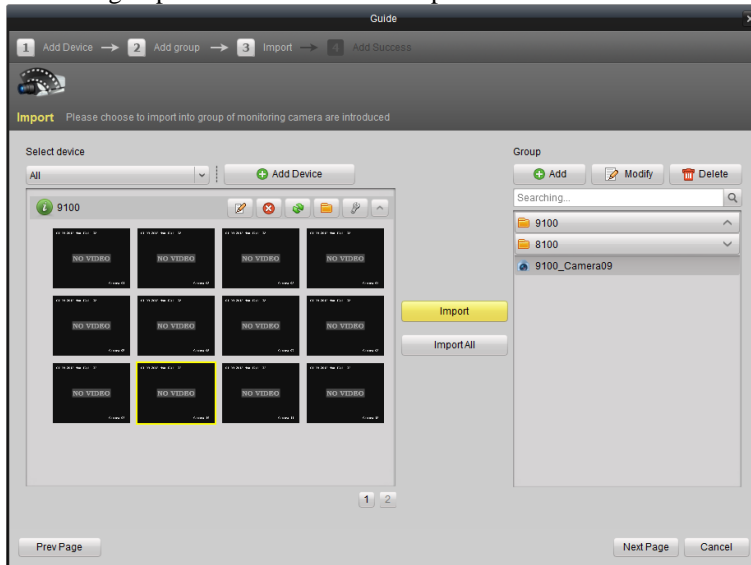 Guide
1 Add Device → 2 Add group → 3 Import → 4 Add Success
Import Please choose to import into group of monitoring camera are introduced
Select device
Group
All
Add Device
Add
Modify
Delete
Searching...
9100
9100
8100
9100_Camera09
NO VIDEO NO VIDEO NO VIDEO NO VIDEO
NO VIDEO NO VIDEO NO VIDEO NO VIDEO
NO VIDEO NO VIDEO NO VIDEO NO VIDEO
Import
Import All
1 2
Prev Page
Next Page
Cancel